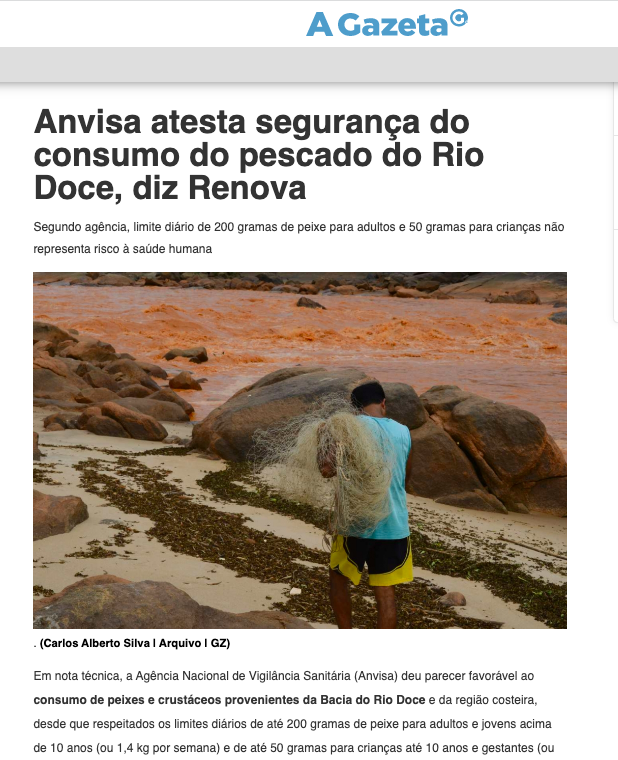 A Gazeta G
Anvisa atesta segurança do
consumo do pescado do Rio
Doce, diz Renova
Segundo agência, limite diário de 200 gramas de peixe para adultos e 50 gramas para crianças não
representa risco à saúde humana
. (Carlos Alberto Silva | Arquivo | GZ)
Em nota técnica, a Agência Nacional de Vigilância Sanitária (Anvisa) deu parecer favorável ao
consumo de peixes e crustáceos provenientes da Bacia do Rio Doce e da região costeira,
desde que respeitados os limites diários de até 200 gramas de peixe para adultos e jovens acima
de 10 anos (ou 1,4 kg por semana) e de até 50 gramas para crianças até 10 anos e gestantes (ou